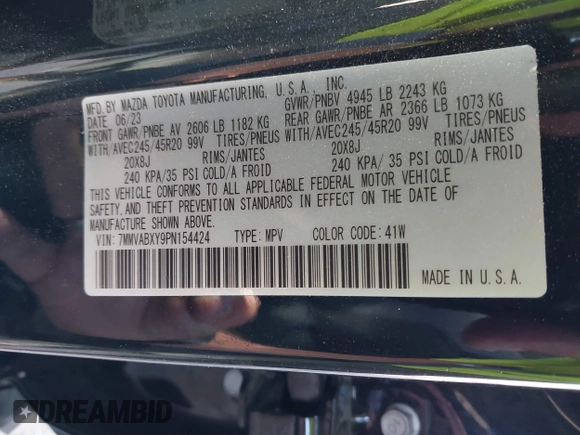 MFD.BY MAZDA TOYOTA MANUFACTURING, U.S.A., INC.
DATE 06/23 GVWR/PNBV 4945 LB 2243 KG
FRONT GAWR/PNBE AV 2606 LB 1182 KG REAR GAWR/PNBE AR 2366 LB 1073 KG
WITH/AVEC245/45R20 99V TIRES/PNEUS WITH/AVEC245/45R20 99V TIRES/PNEUS
20X8J RIMS/JANTES 20X8J RIMS/JANTES
240 KPA/ 35 PSI COLD/A FROID 240 KPA/ 35 PSI COLD/A FROID
THIS VEHICLE CONFORMS TO ALL APPLICABLE FEDERAL MOTOR VEHICLE
SAFETY, AND THEFT PREVENTION STANDARDS IN EFFECT ON THE DATE OF
MANUFACTURE SHOWN ABOVE.
VIN: 7MMVABXY9PN154424 TYPE: MPV COLOR CODE: 41W
MADE IN U.S.A.
DREAMBID